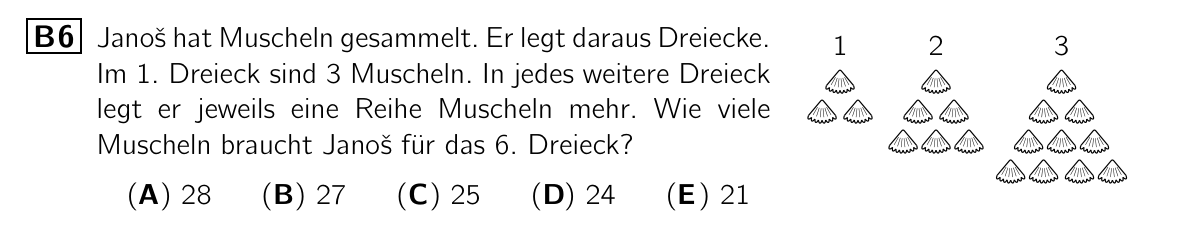 B6 Janoš hat Muscheln gesammelt. Er legt daraus Dreiecke.
Im 1. Dreieck sind 3 Muscheln. In jedes weitere Dreieck
legt er jeweils eine Reihe Muscheln mehr. Wie viele
Muscheln braucht Janoš für das 6. Dreieck?
(A) 28 (B) 27 (C) 25 (D) 24 (E) 21
1 2 3